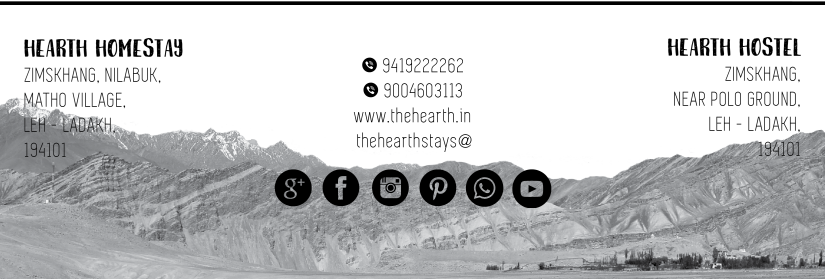 HEARTH HOMESTAY
ZIMSKHANG, NILABUK,
MATHO VILLAGE,
LEH - LADAKH,
194101
9419222262
9004603113
www.thehearth.in
thehearthstays@
g+ f
HEARTH HOSTEL
ZIMSKHANG,
NEAR POLO GROUND,
LEH - LADAKH,
194101